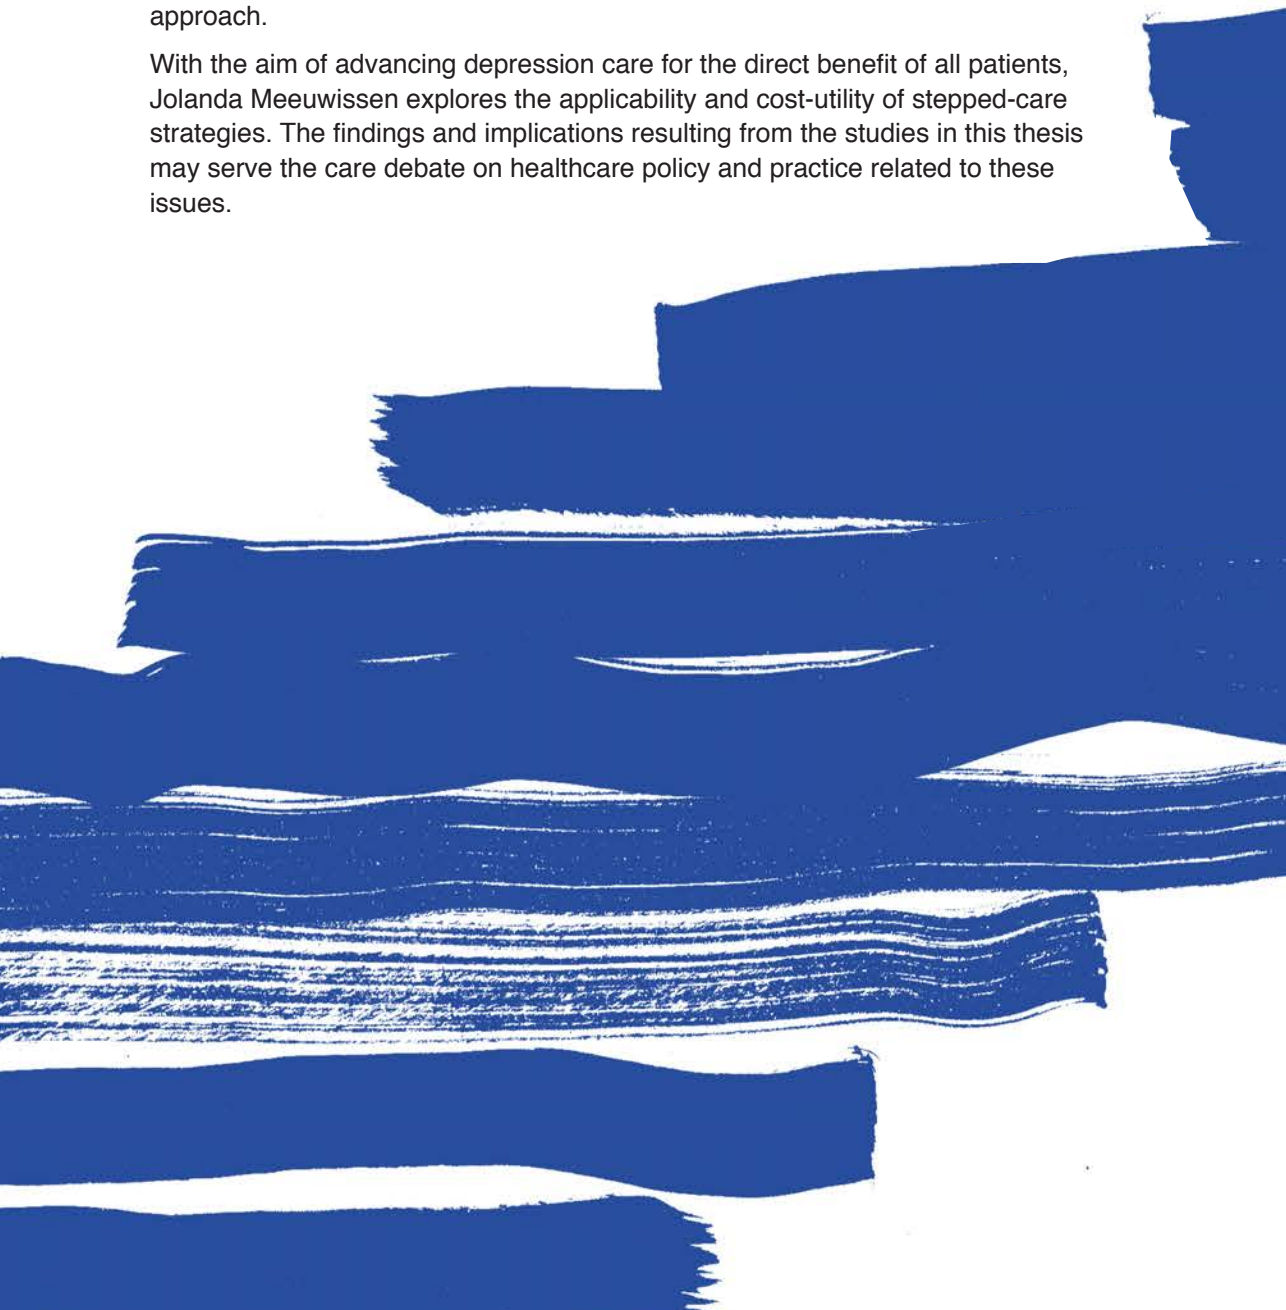 approach.
With the aim of advancing depression care for the direct benefit of all patients,
Jolanda Meeuwissen explores the applicability and cost-utility of stepped-care
strategies. The findings and implications resulting from the studies in this thesis
may serve the care debate on healthcare policy and practice related to these
issues.